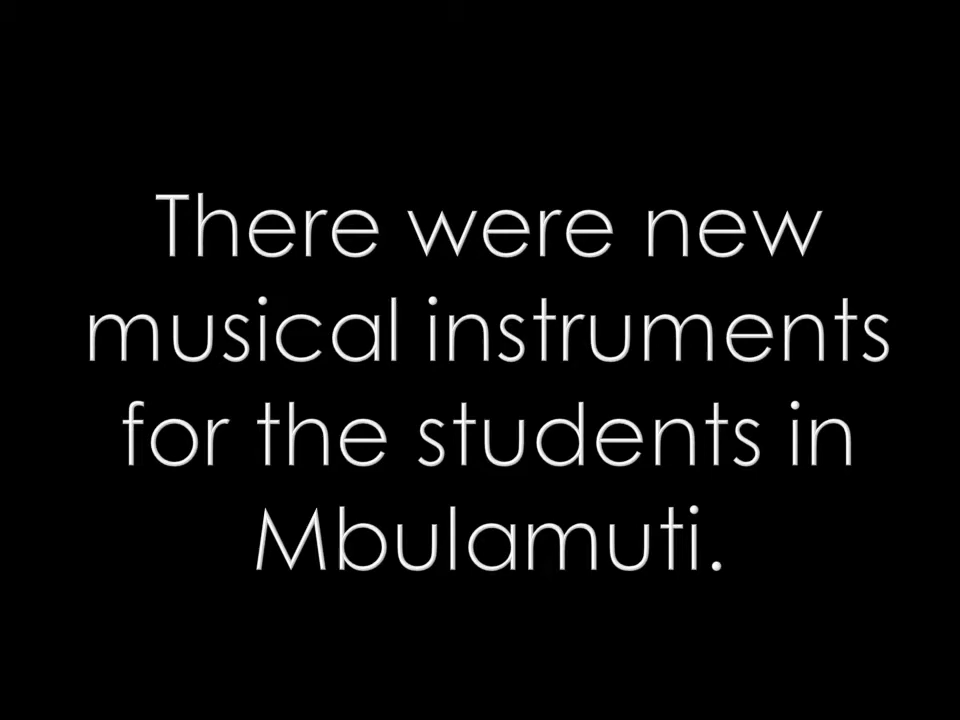 There were new
musical instruments
for the students in
Mbulamuti.